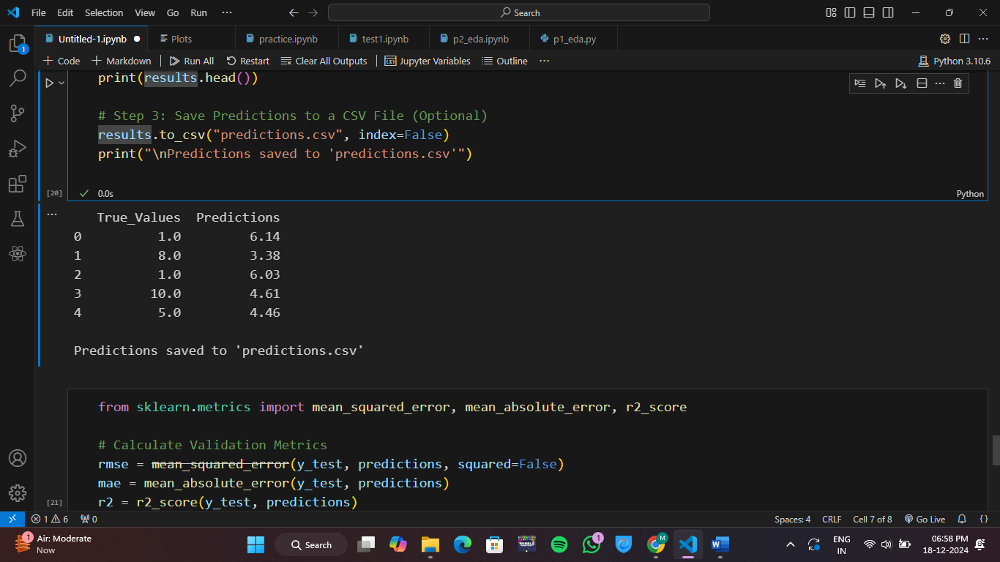 File Edit Selection View Go Run ··· Search
1
Untitled-1.ipynb Plots practice.ipynb test1.ipynb p2_eda.ipynb p1_eda.py
+ Code + Markdown Run All Restart Clear All Outputs Jupyter Variables Outline ··· Python 3.10.6
print(results.head())
# Step 3: Save Predictions to a CSV File (Optional)
results.to_csv("predictions.csv", index=False)
print("\nPredictions saved to 'predictions.csv'")
[20] 0.0s Python
True_Values Predictions
0 1.0 6.14
1 8.0 3.38
2 1.0 6.03
3 10.0 4.61
4 5.0 4.46
Predictions saved to 'predictions.csv'
from sklearn.metrics import mean_squared_error, mean_absolute_error, r2_score
# Calculate Validation Metrics
rmse = mean_squared_error(y_test, predictions, squared=False)
mae = mean_absolute_error(y_test, predictions)
[21] r2 = r2_score(y_test, predictions)
1 6 0 Spaces: 4 CRLF Cell 7 of 8 Go Live {}
1 Air: Moderate
Now
Search
1
M
W
ENG
IN
06:58 PM
18-12-2024